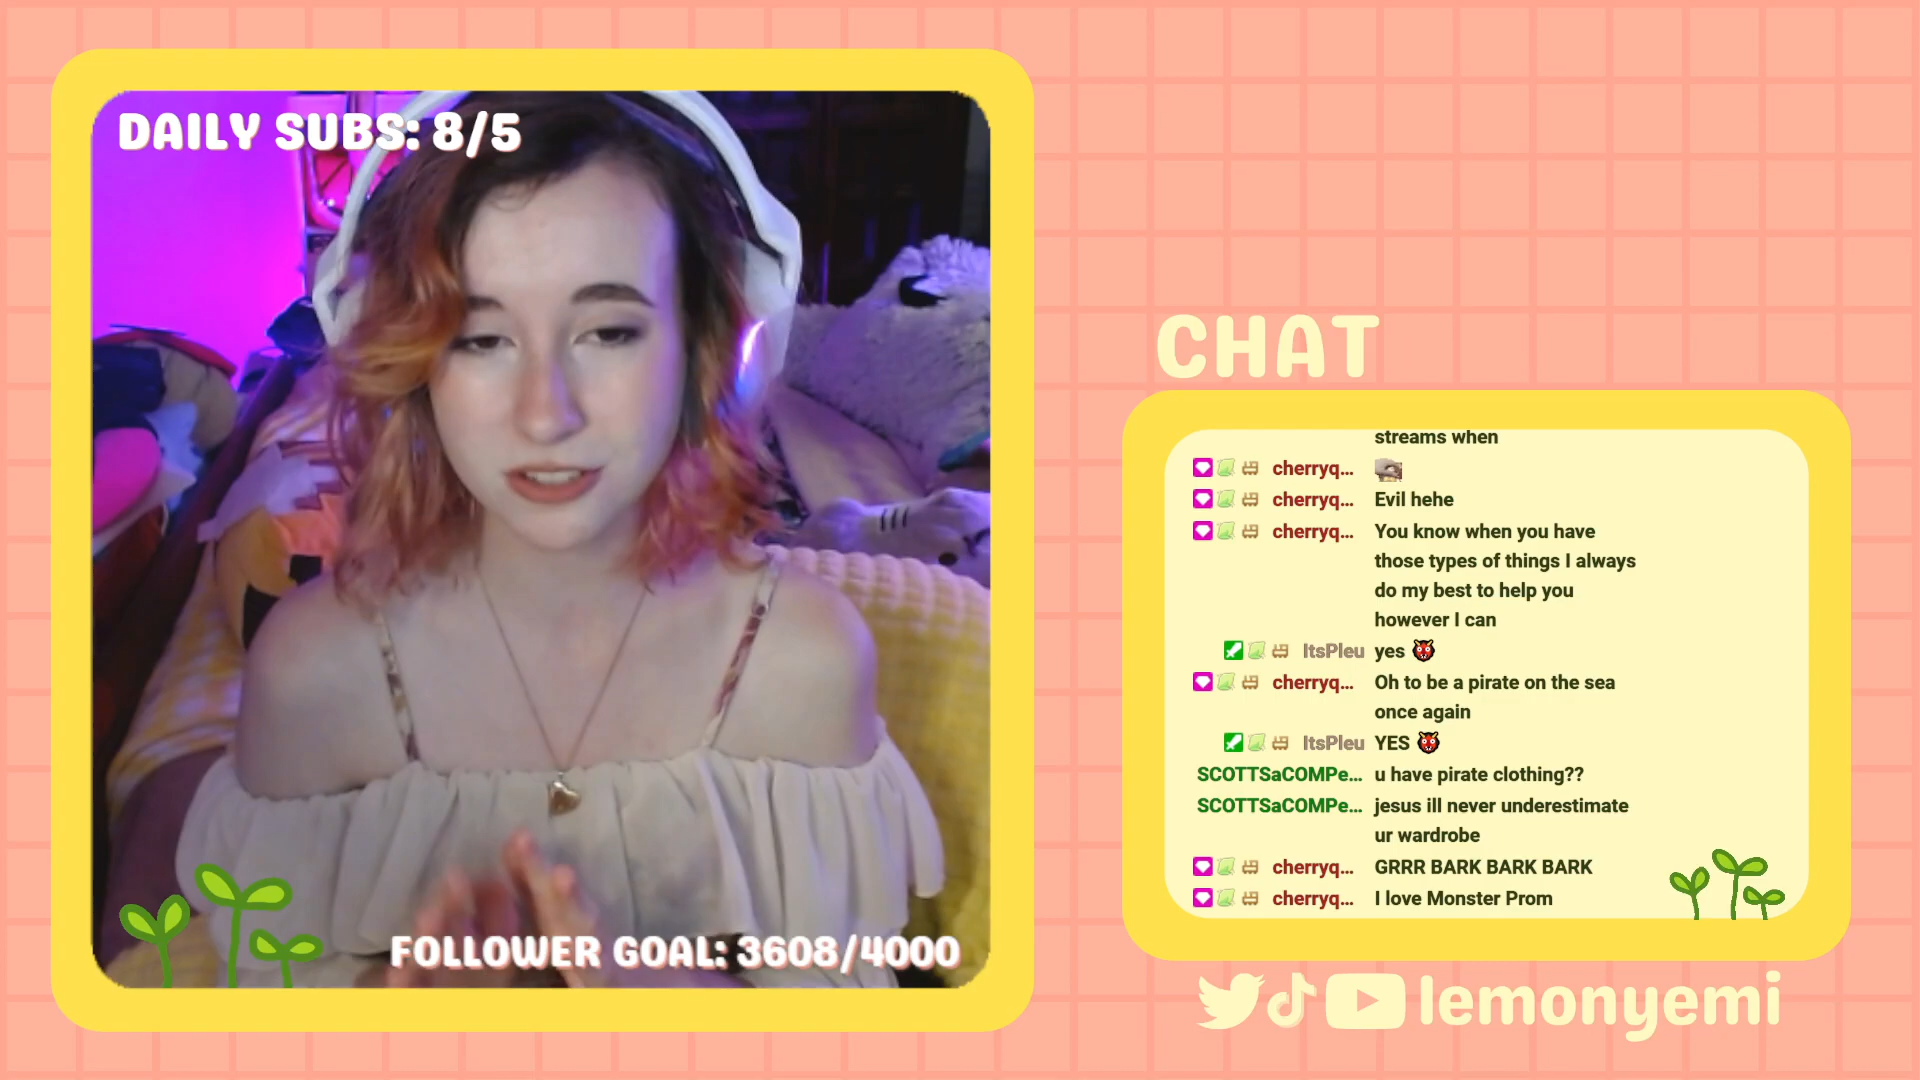 DAILY SUBS: 8/5
FOLLOWER GOAL: 3608/4000
CHAT
streams when
cherryq...
cherryq... Evil hehe
cherryq... You know when you have
those types of things I always
do my best to help you
however I can
ItsPleu yes
cherryq... Oh to be a pirate on the sea
once again
ItsPleu YES
SCOTTSaCOMPe... u have pirate clothing??
SCOTTSaCOMPe... jesus ill never underestimate
ur wardrobe
cherryq... GRRR BARK BARK BARK
cherryq... I love Monster Prom
lemonyemi